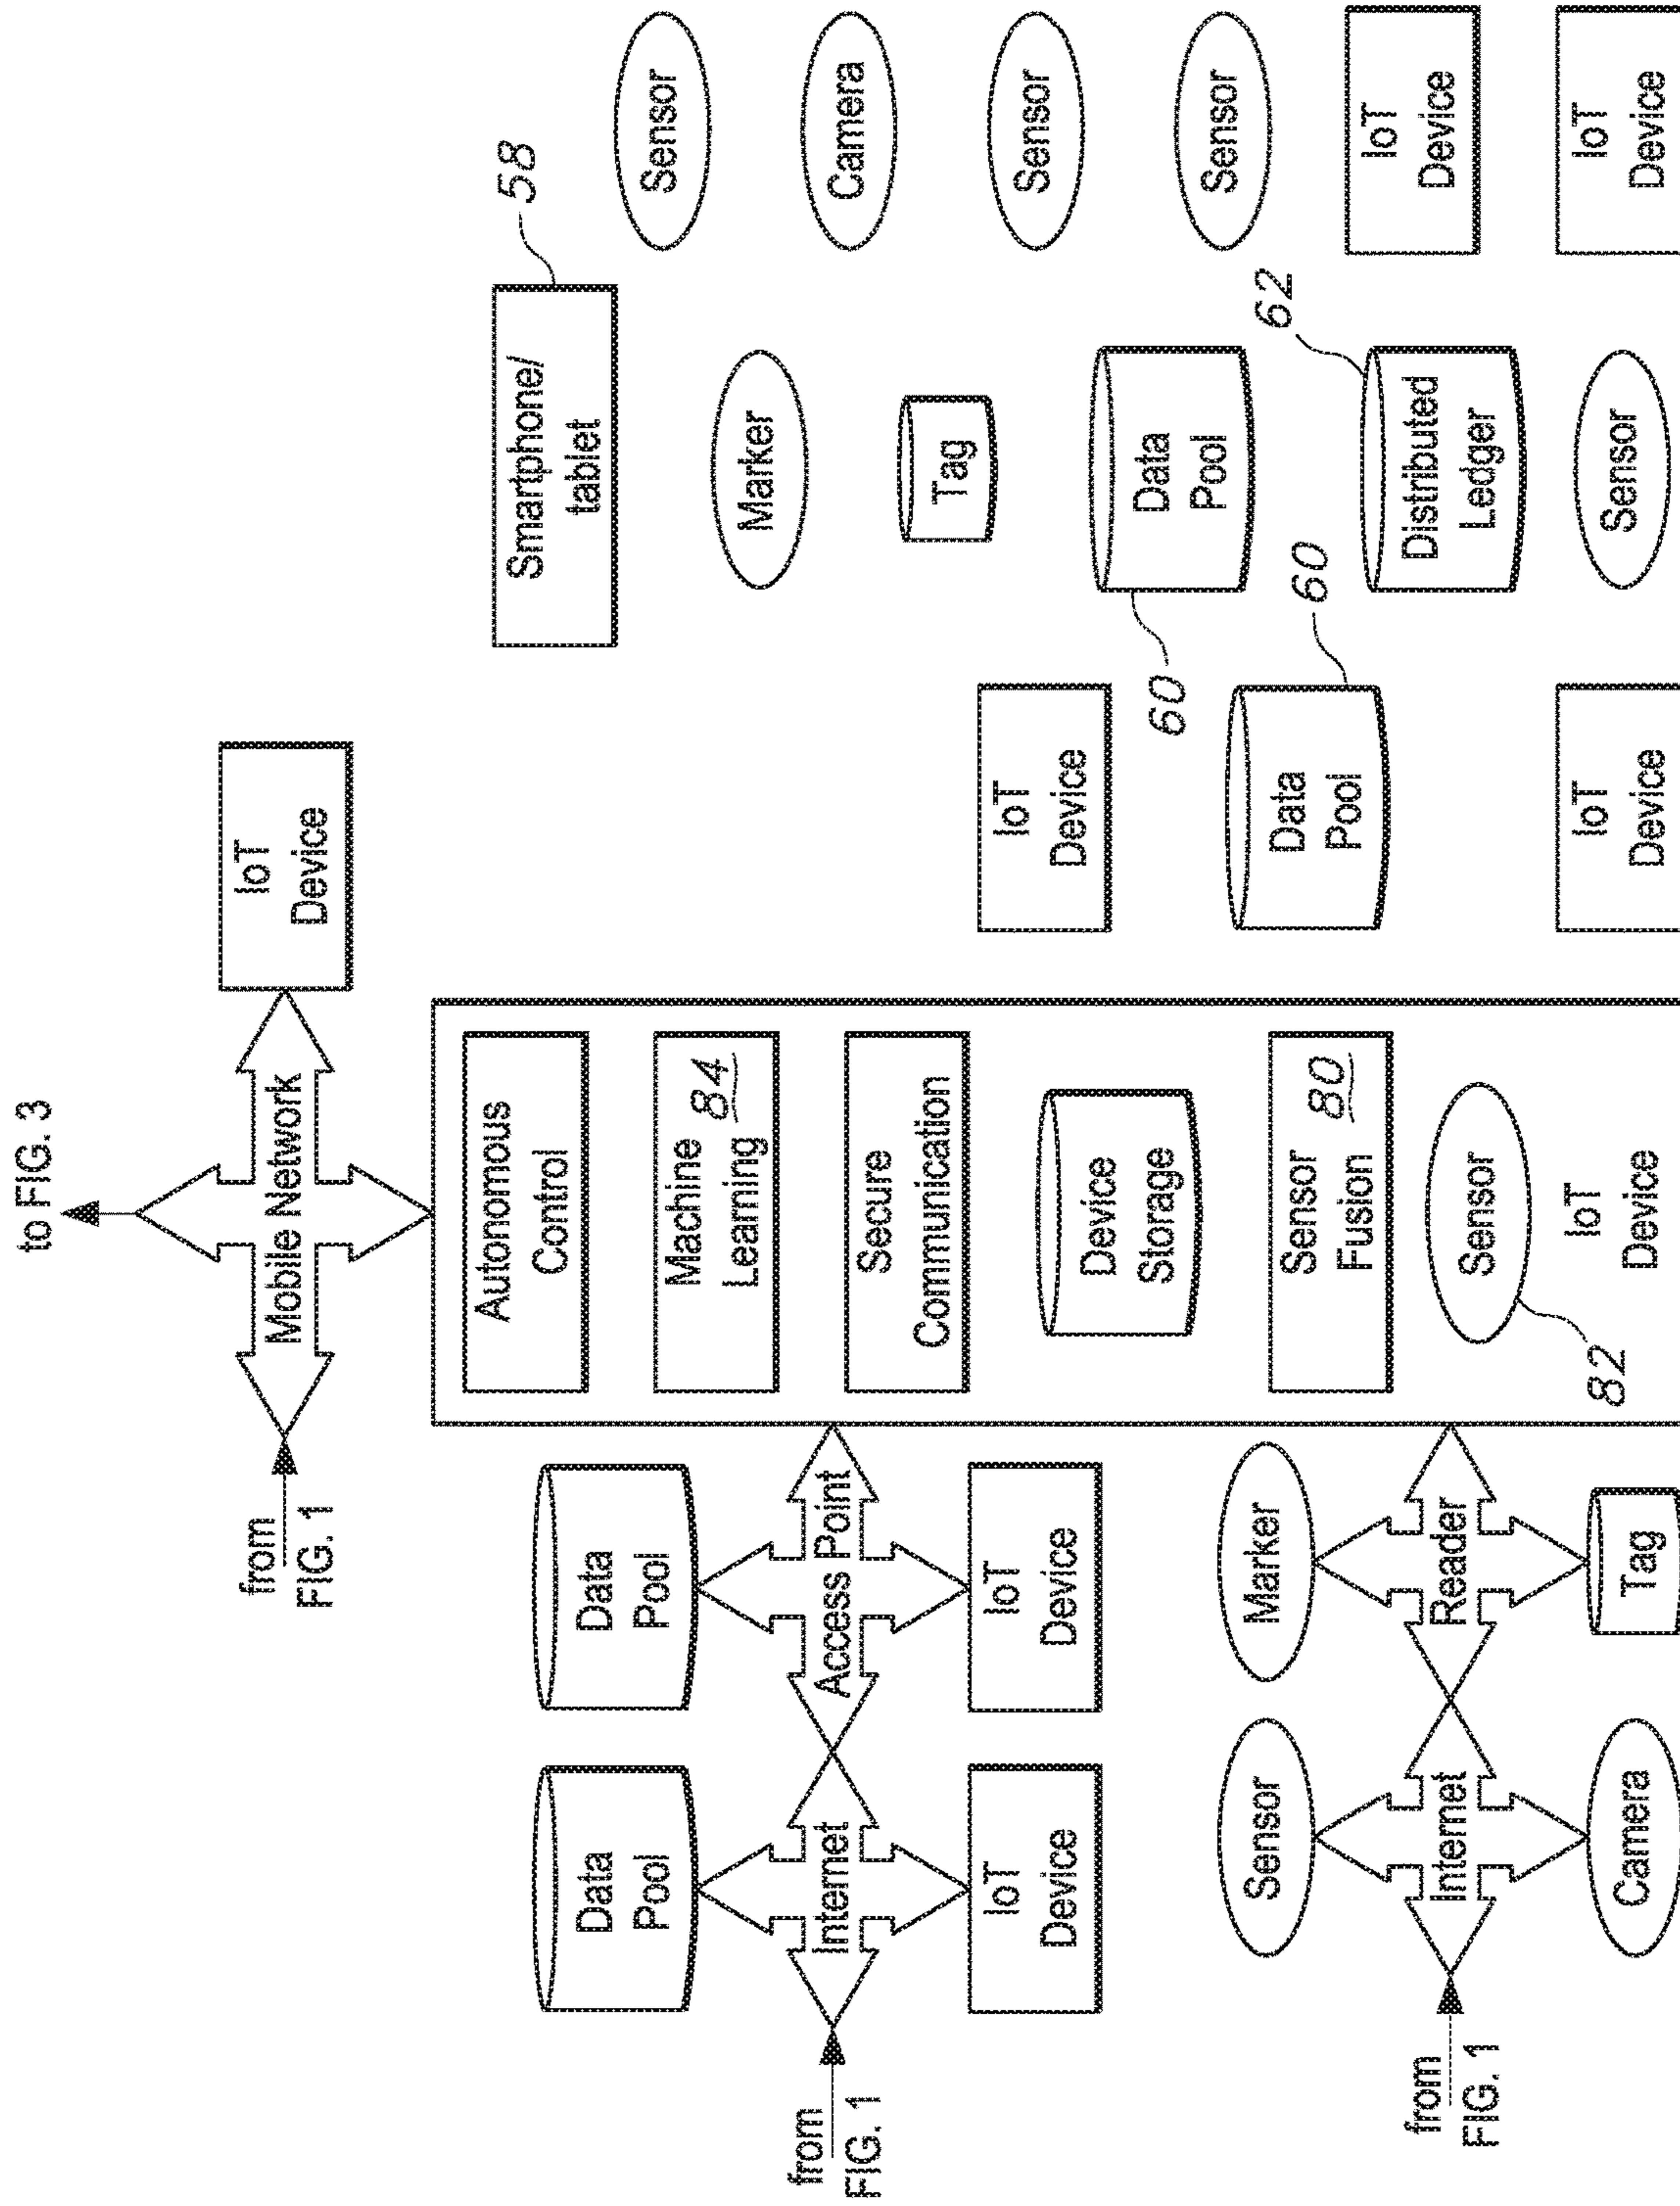 to FIG. 3
from
FIG. 1
Mobile Network
IoT
Device
Smartphone/
tablet
58
Autonomous
Control
Data
Pool
Data
Pool
Sensor
Machine
Learning
84
Marker
from
FIG. 1
Internet
Access Point
Camera
Secure
Communication
Tag
IoT
Device
IoT
Device
IoT
Device
Sensor
Device
Storage
Data
Pool
60
Sensor
Sensor
Marker
Sensor
Fusion
80
Data
Pool
60
62
from
FIG. 1
Internet
Reader
Sensor
82
Distributed
Ledger
IoT
Device
Camera
Tag
IoT
Device
IoT
Device
Sensor
IoT
Device